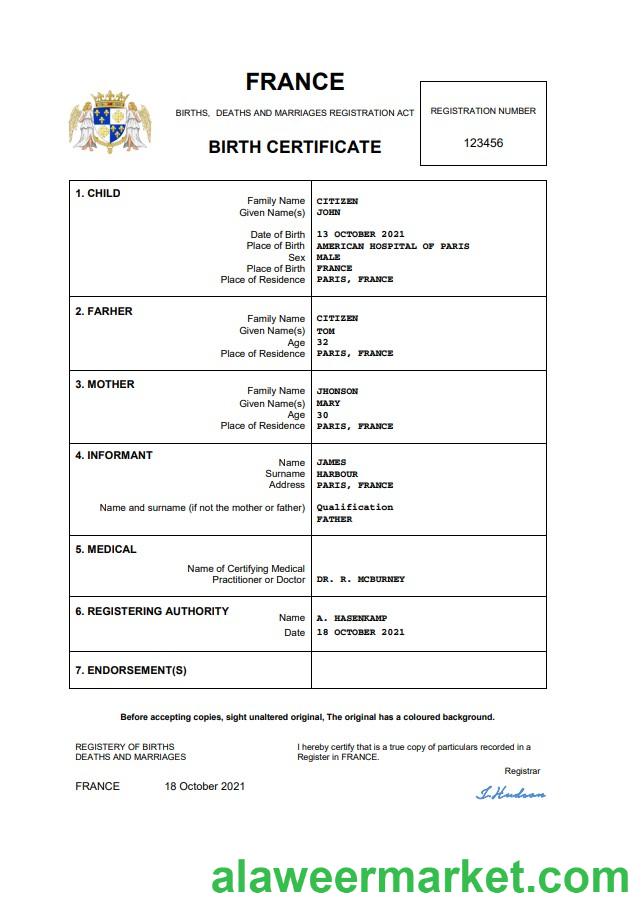 FRANCE
BIRTHS, DEATHS AND MARRIAGES REGISTRATION ACT
BIRTH CERTIFICATE
REGISTRATION NUMBER
123456
1. CHILD
Family Name CITIZEN
Given Name(s) JOHN
Date of Birth 13 OCTOBER 2021
Place of Birth AMERICAN HOSPITAL OF PARIS
Sex MALE
Place of Birth FRANCE
Place of Residence PARIS, FRANCE
2. FARHER
Family Name CITIZEN
Given Name(s) TOM
Age 32
Place of Residence PARIS, FRANCE
3. MOTHER
Family Name JHONSON
Given Name(s) MARY
Age 30
Place of Residence PARIS, FRANCE
4. INFORMANT
Name JAMES
Surname HARBOUR
Address PARIS, FRANCE
Name and surname (if not the mother or father) Qualification
FATHER
5. MEDICAL
Name of Certifying Medical
Practitioner or Doctor DR. R. MCBURNEY
6. REGISTERING AUTHORITY
Name A. HASENKAMP
Date 18 OCTOBER 2021
7. ENDORSEMENT(S)
Before accepting copies, sight unaltered original, The original has a coloured background.
REGISTERY OF BIRTHS
DEATHS AND MARRIAGES
I hereby certify that is a true copy of particulars recorded in a
Register in FRANCE.
Registrar
FRANCE 18 October 2021
I. Hudson
alaweermarket.com